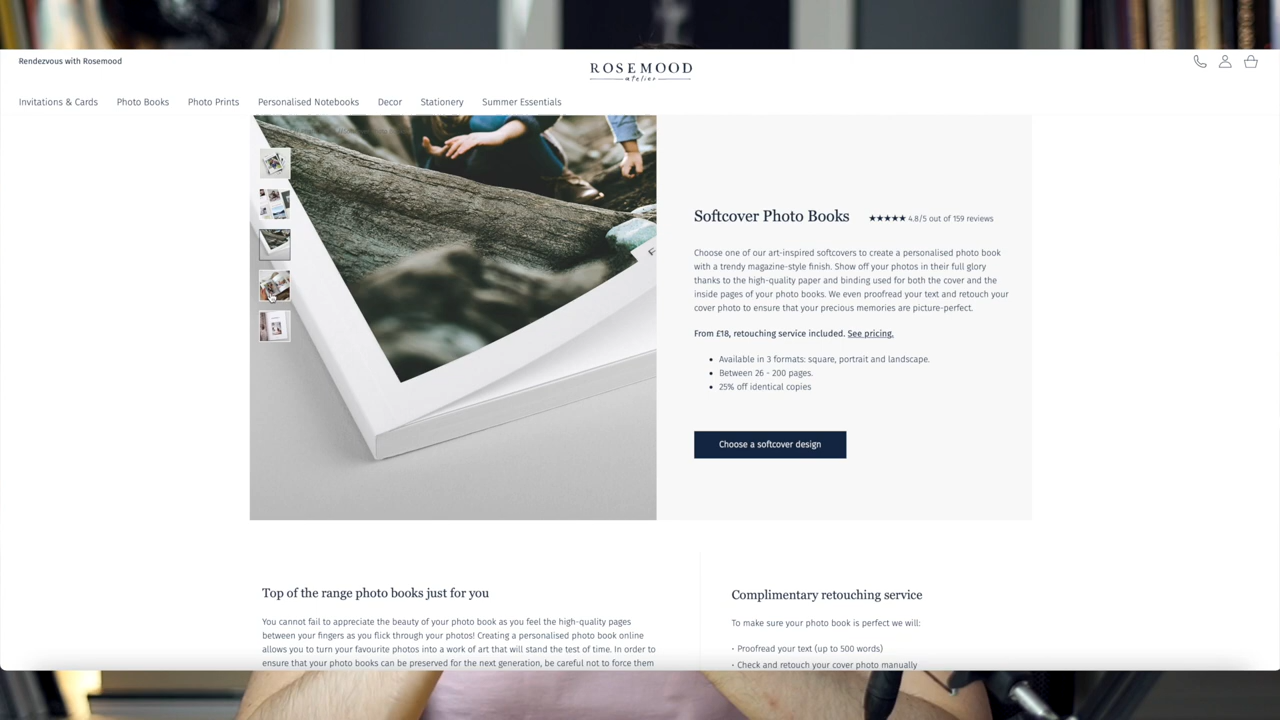 Rendezvous with Rosemood
ROSEMOOD
atelier
Invitations & Cards Photo Books Photo Prints Personalised Notebooks Decor Stationery Summer Essentials
Softcover Photo Books ★★★★★ 4.8/5 out of 159 reviews
Choose one of our art-inspired softcovers to create a personalised photo book
with a trendy magazine-style finish. Show off your photos in their full glory
thanks to the high-quality paper and binding used for both the cover and the
inside pages of your photo books. We even proofread your text and retouch your
cover photo to ensure that your precious memories are picture-perfect.
From £18, retouching service included. See pricing.
• Available in 3 formats: square, portrait and landscape.
• Between 26 - 200 pages.
• 25% off identical copies
Choose a softcover design
Top of the range photo books just for you
You cannot fail to appreciate the beauty of your photo book as you feel the high-quality pages
between your fingers as you flick through your photos! Creating a personalised photo book online
allows you to turn your favourite photos into a work of art that will stand the test of time. In order to
ensure that your photo books can be preserved for the next generation, be careful not to force them
Complimentary retouching service
To make sure your photo book is perfect we will:
- Proofread your text (up to 500 words)
- Check and retouch your cover photo manually